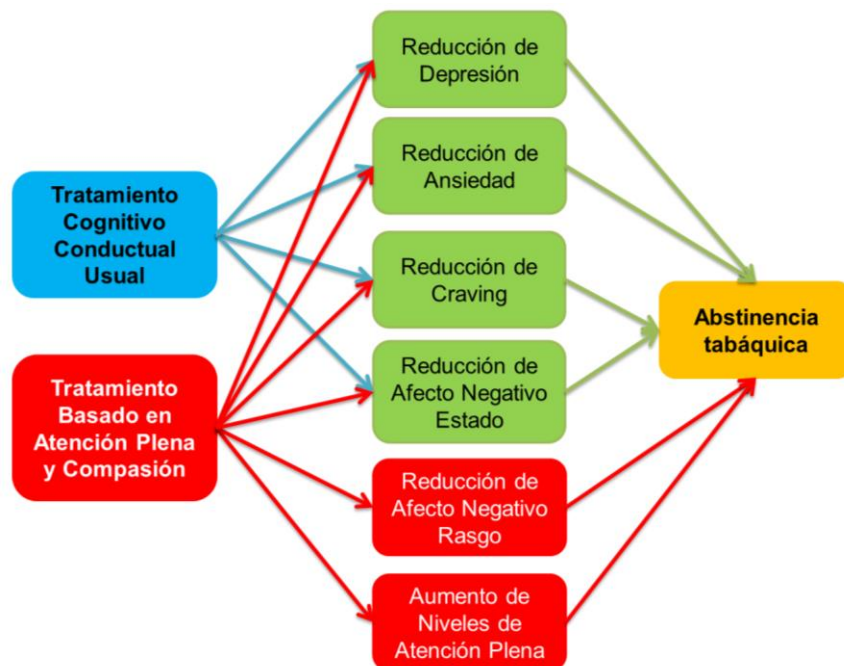 Tratamiento
Cognitivo
Conductual
Usual
Tratamiento
Basado en
Atención Plena
y Compasión
Reducción de
Depresión
Reducción de
Ansiedad
Reducción de
Craving
Reducción de
Afecto Negativo
Estado
Reducción de
Afecto Negativo
Rasgo
Aumento de
Niveles de
Atención Plena
Abstinencia
tabáquica